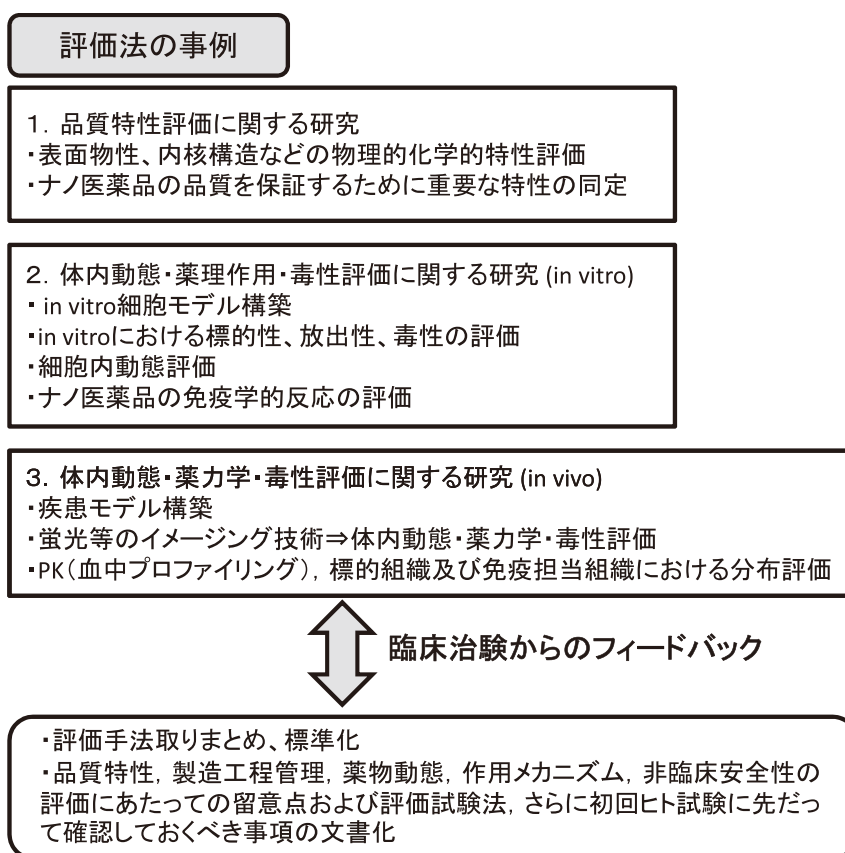 評価法の事例
1. 品質特性評価に関する研究
・表面物性、内核構造などの物理的化学的特性評価
・ナノ医薬品の品質を保証するために重要な特性の同定
2. 体内動態・薬理作用・毒性評価に関する研究 (in vitro)
・ in vitro細胞モデル構築
・in vitroにおける標的性、放出性、毒性の評価
・細胞内動態評価
・ナノ医薬品の免疫学的反応の評価
3. 体内動態・薬力学・毒性評価に関する研究 (in vivo)
・疾患モデル構築
・蛍光等のイメージング技術⇒体内動態・薬力学・毒性評価
・PK(血中プロファイリング), 標的組織及び免疫担当組織における分布評価
臨床治験からのフィードバック
・評価手法取りまとめ、標準化
・品質特性, 製造工程管理, 薬物動態, 作用メカニズム, 非臨床安全性の
評価にあたっての留意点および評価試験法, さらに初回ヒト試験に先だっ
て確認しておくべき事項の文書化